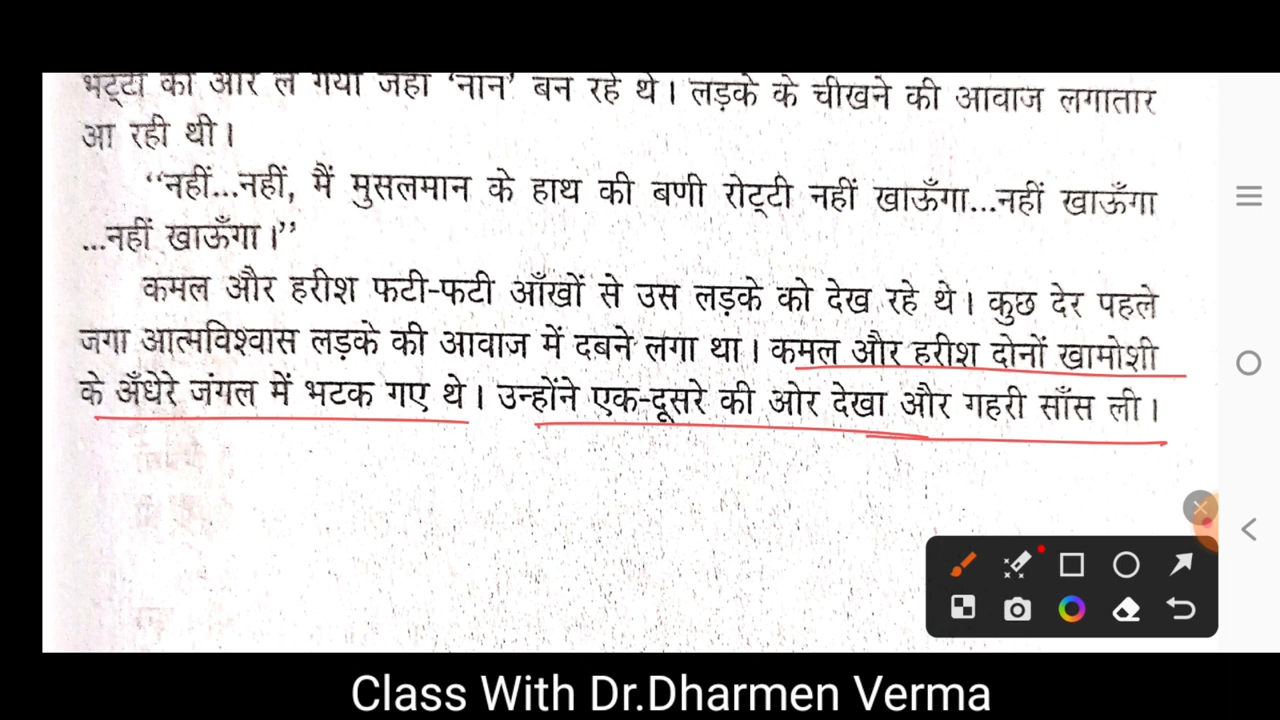 भट्टी की ओर ले गया जहाँ ‘नान’ बन रहे थे। लड़के के चीखने की आवाज लगातार
आ रही थी।
“नहीं...नहीं, मैं मुसलमान के हाथ की बणी रोट्टी नहीं खाऊँगा...नहीं खाऊँगा
...नहीं खाऊँगा।”
कमल और हरीश फटी-फटी आँखों से उस लड़के को देख रहे थे। कुछ देर पहले
जगा आत्मविश्वास लड़के की आवाज में दबने लगा था। कमल और हरीश दोनों खामोशी
के अँधेरे जंगल में भटक गए थे। उन्होंने एक-दूसरे की ओर देखा और गहरी साँस ली।
Class With Dr.Dharmen Verma